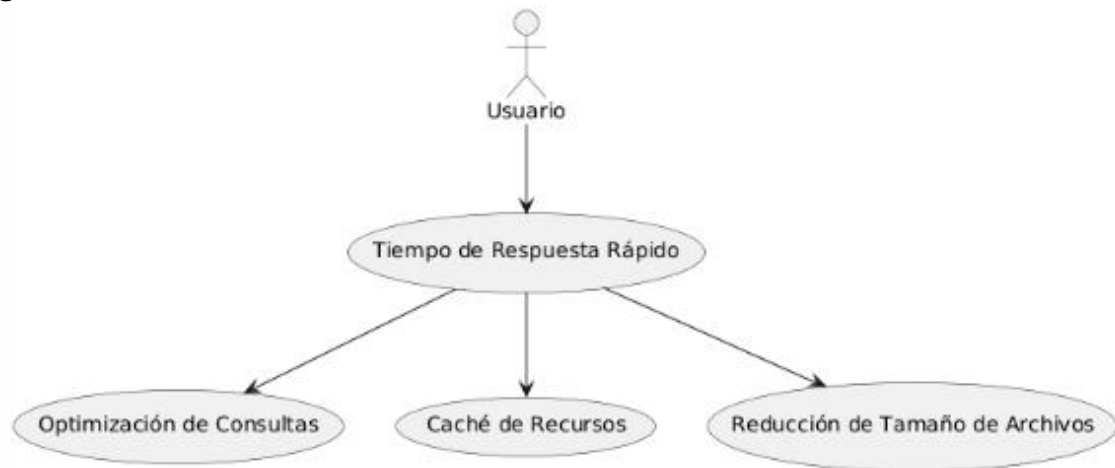 Usuario
Tiempo de Respuesta Rápido
Optimización de Consultas
Caché de Recursos
Reducción de Tamaño de Archivos